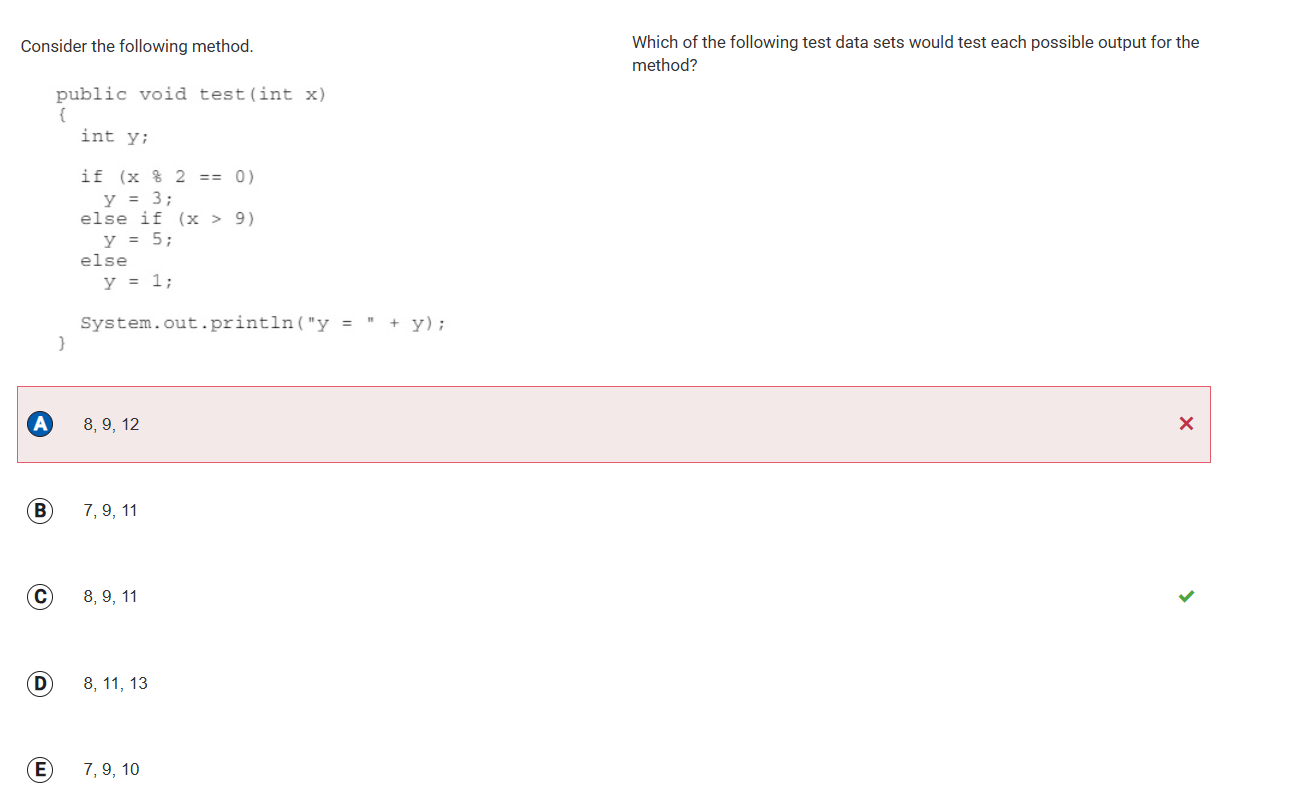 Consider the following method.
public void test(int x)
{
int y;
if (x % 2 == 0)
y = 3;
else if (x > 9)
y = 5;
else
y = 1;
System.out.println("y = " + y);
}
Which of the following test data sets would test each possible output for the
method?
A 8, 9, 12
B 7, 9, 11
C 8, 9, 11
D 8, 11, 13
E 7, 9, 10